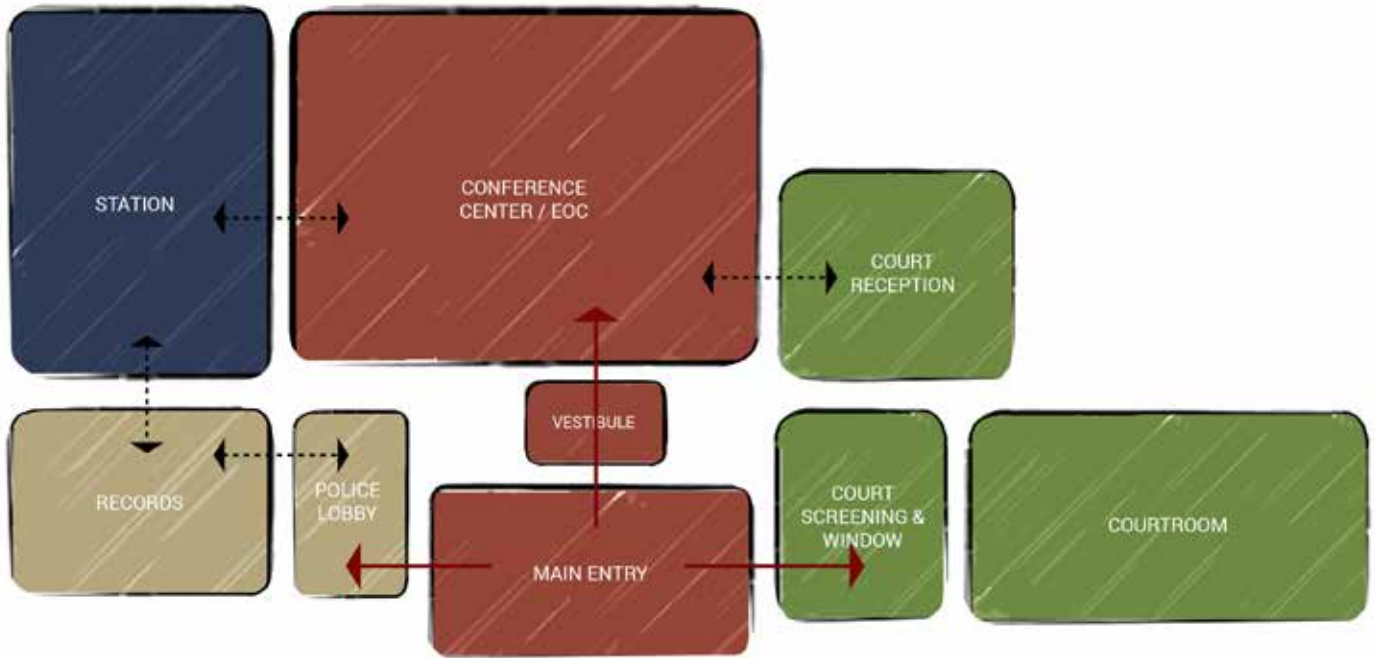 STATION
CONFERENCE
CENTER / EOC
COURT
RECEPTION
VESTIBULE
RECORDS
POLICE
LOBBY
MAIN ENTRY
COURT
SCREENING &
WINDOW
COURTROOM